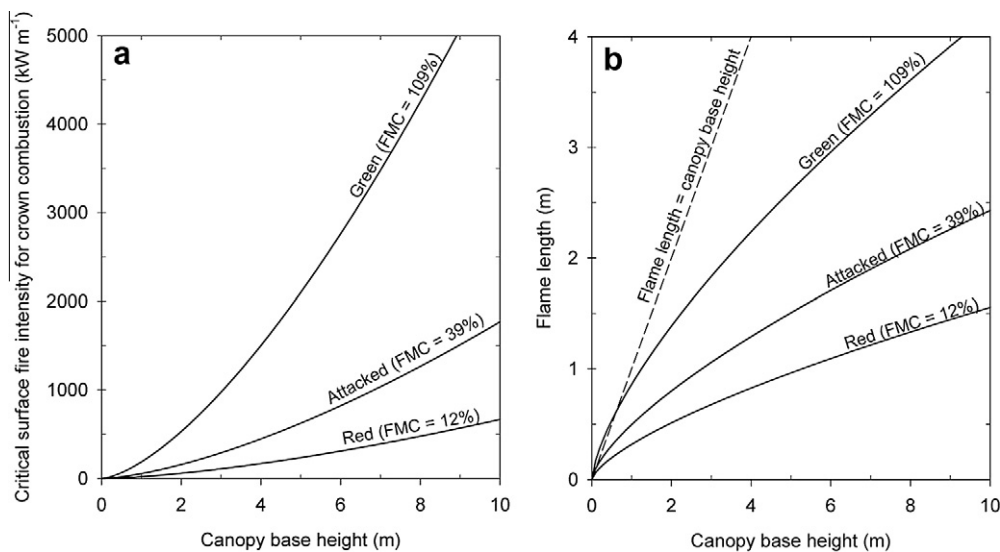 a
Critical surface fire intensity for crown combustion (kW m⁻¹)
5000
4000
3000
2000
1000
0
Green (FMC = 109%)
Attacked (FMC = 39%)
Red (FMC = 12%)
0 2 4 6 8 10
Canopy base height (m)
b
Flame length (m)
4
3
2
1
0
Flame length = canopy base height
Green (FMC = 109%)
Attacked (FMC = 39%)
Red (FMC = 12%)
0 2 4 6 8 10
Canopy base height (m)